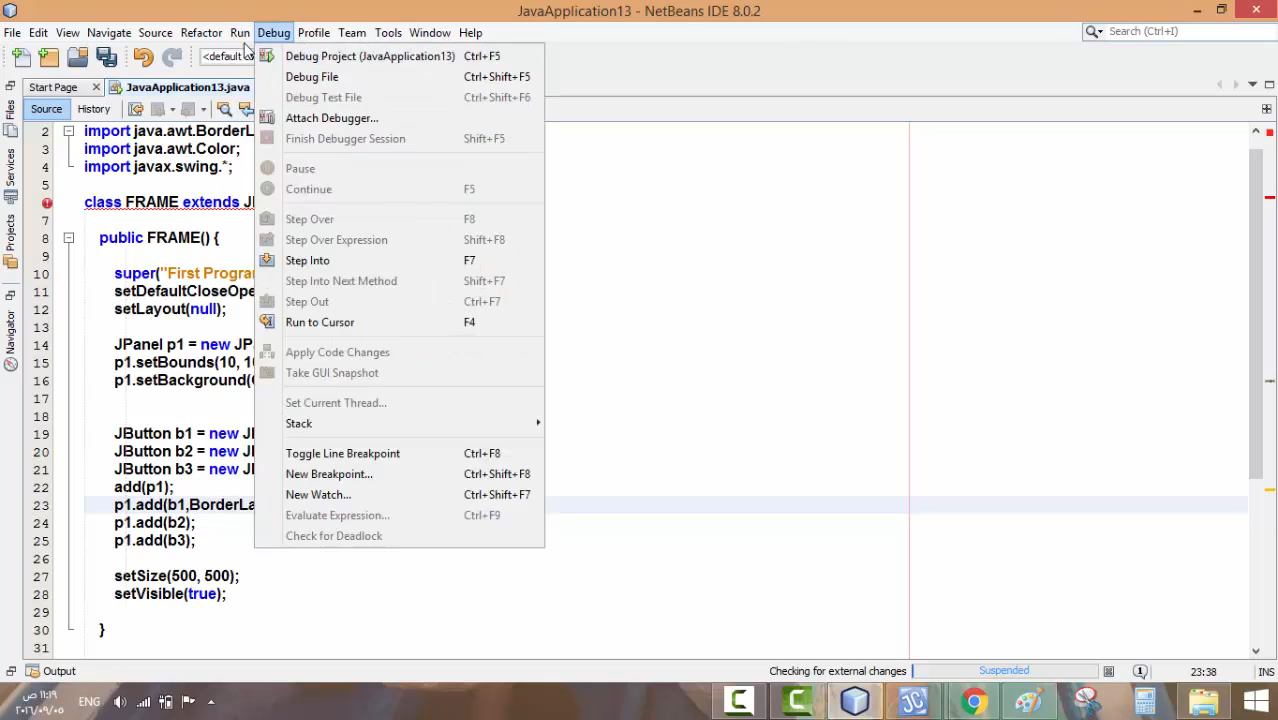 JavaApplication13 - NetBeans IDE 8.0.2
File Edit View Navigate Source Refactor Run Debug Profile Team Tools Window Help
Search (Ctrl+I)
<default
Start Page
JavaApplication13.java
Source History
Debug Project (JavaApplication13) Ctrl+F5
Debug File Ctrl+Shift+F5
Debug Test File Ctrl+Shift+F6
Attach Debugger...
Finish Debugger Session Shift+F5
Pause
Continue F5
Step Over F8
Step Over Expression Shift+F8
Step Into F7
Step Into Next Method Shift+F7
Step Out Ctrl+F7
Run to Cursor F4
Apply Code Changes
Take GUI Snapshot
Set Current Thread...
Stack
Toggle Line Breakpoint Ctrl+F8
New Breakpoint... Ctrl+Shift+F8
New Watch... Ctrl+Shift+F7
Evaluate Expression... Ctrl+F9
Check for Deadlock
Files
Services
Projects
Navigator
2 import java.awt.BorderL
3 import java.awt.Color;
4 import javax.swing.*;
5
class FRAME extends J
7
8 public FRAME() {
9
10 super("First Progra
11 setDefaultCloseOpe
12 setLayout(null);
13
14 JPanel p1 = new JP
15 p1.setBounds(10, 1
16 p1.setBackground(
17
18
19 JButton b1 = new J
20 JButton b2 = new J
21 JButton b3 = new J
22 add(p1);
23 p1.add(b1,BorderLa
24 p1.add(b2);
25 p1.add(b3);
26
27 setSize(500, 500);
28 setVisible(true);
29
30 }
31
Output
Checking for external changes
Suspended
1
23:38
INS
١١:١٩ ص
٢٠١٦/٠٩/٠٥
ENG